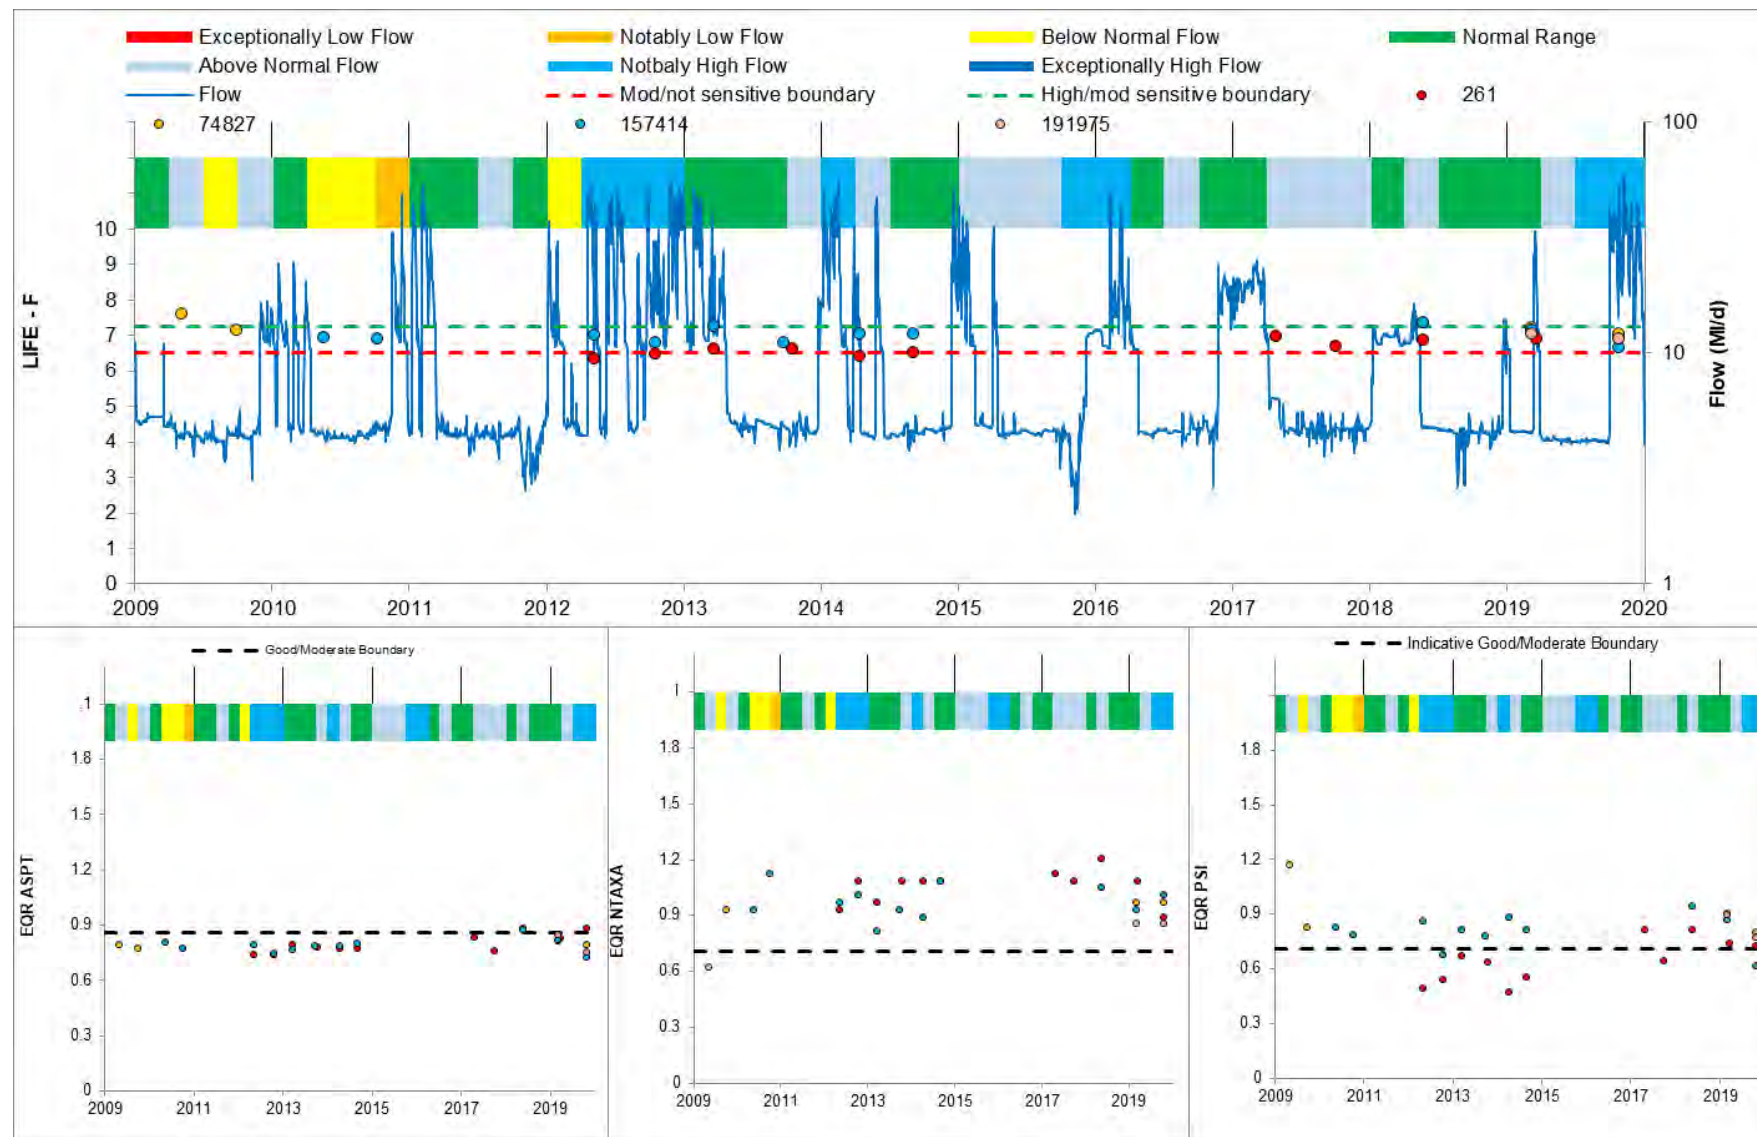 Exceptionally Low Flow Notably Low Flow Below Normal Flow Normal Range
Above Normal Flow Notbaly High Flow Exceptionally High Flow
Flow Mod/not sensitive boundary High/mod sensitive boundary 261
74827 157414 191975
LIFE - F
10
9
8
7
6
5
4
3
2
1
0
100
10
1
Flow (Ml/d)
2009 2010 2011 2012 2013 2014 2015 2016 2017 2018 2019 2020
Good/Moderate Boundary
EQR ASPT
1
1.8
1.5
1.2
0.9
0.6
0.3
0
2009 2011 2013 2015 2017 2019
EQR NTAXA
1
1.8
1.5
1.2
0.9
0.6
0.3
0
2009 2011 2013 2015 2017 2019
Indicative Good/Moderate Boundary
EQR PSI
1.8
1.5
1.2
0.9
0.6
0.3
0
2009 2011 2013 2015 2017 2019